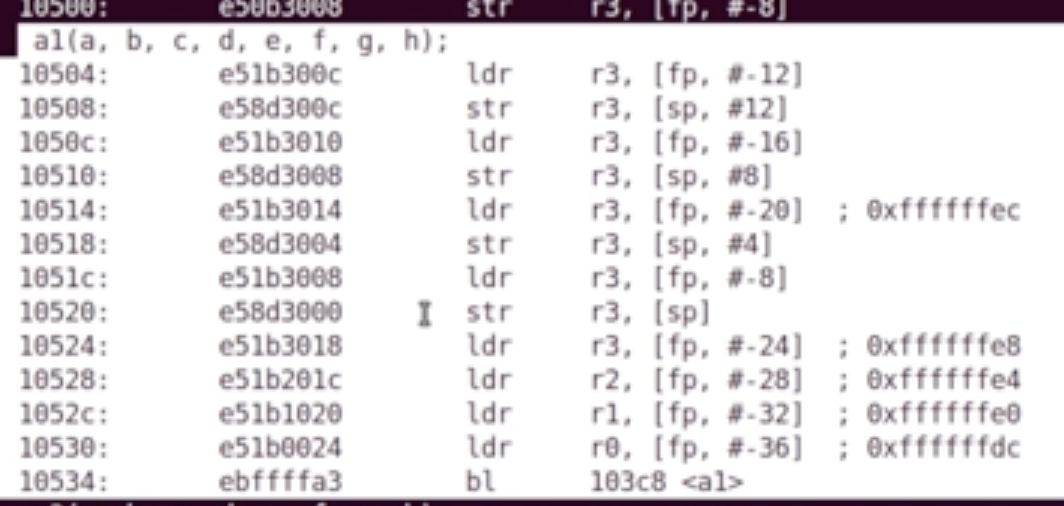 10500: e50b3008 str r3, [fp, #-8]
a1(a, b, c, d, e, f, g, h);
10504: e51b300c ldr r3, [fp, #-12]
10508: e58d300c str r3, [sp, #12]
1050c: e51b3010 ldr r3, [fp, #-16]
10510: e58d3008 str r3, [sp, #8]
10514: e51b3014 ldr r3, [fp, #-20] ; 0xffffffec
10518: e58d3004 str r3, [sp, #4]
1051c: e51b3008 ldr r3, [fp, #-8]
10520: e58d3000 str r3, [sp]
10524: e51b3018 ldr r3, [fp, #-24] ; 0xffffffe8
10528: e51b201c ldr r2, [fp, #-28] ; 0xffffffe4
1052c: e51b1020 ldr r1, [fp, #-32] ; 0xffffffe0
10530: e51b0024 ldr r0, [fp, #-36] ; 0xffffffdc
10534: ebffffa3 bl 103c8 <a1>